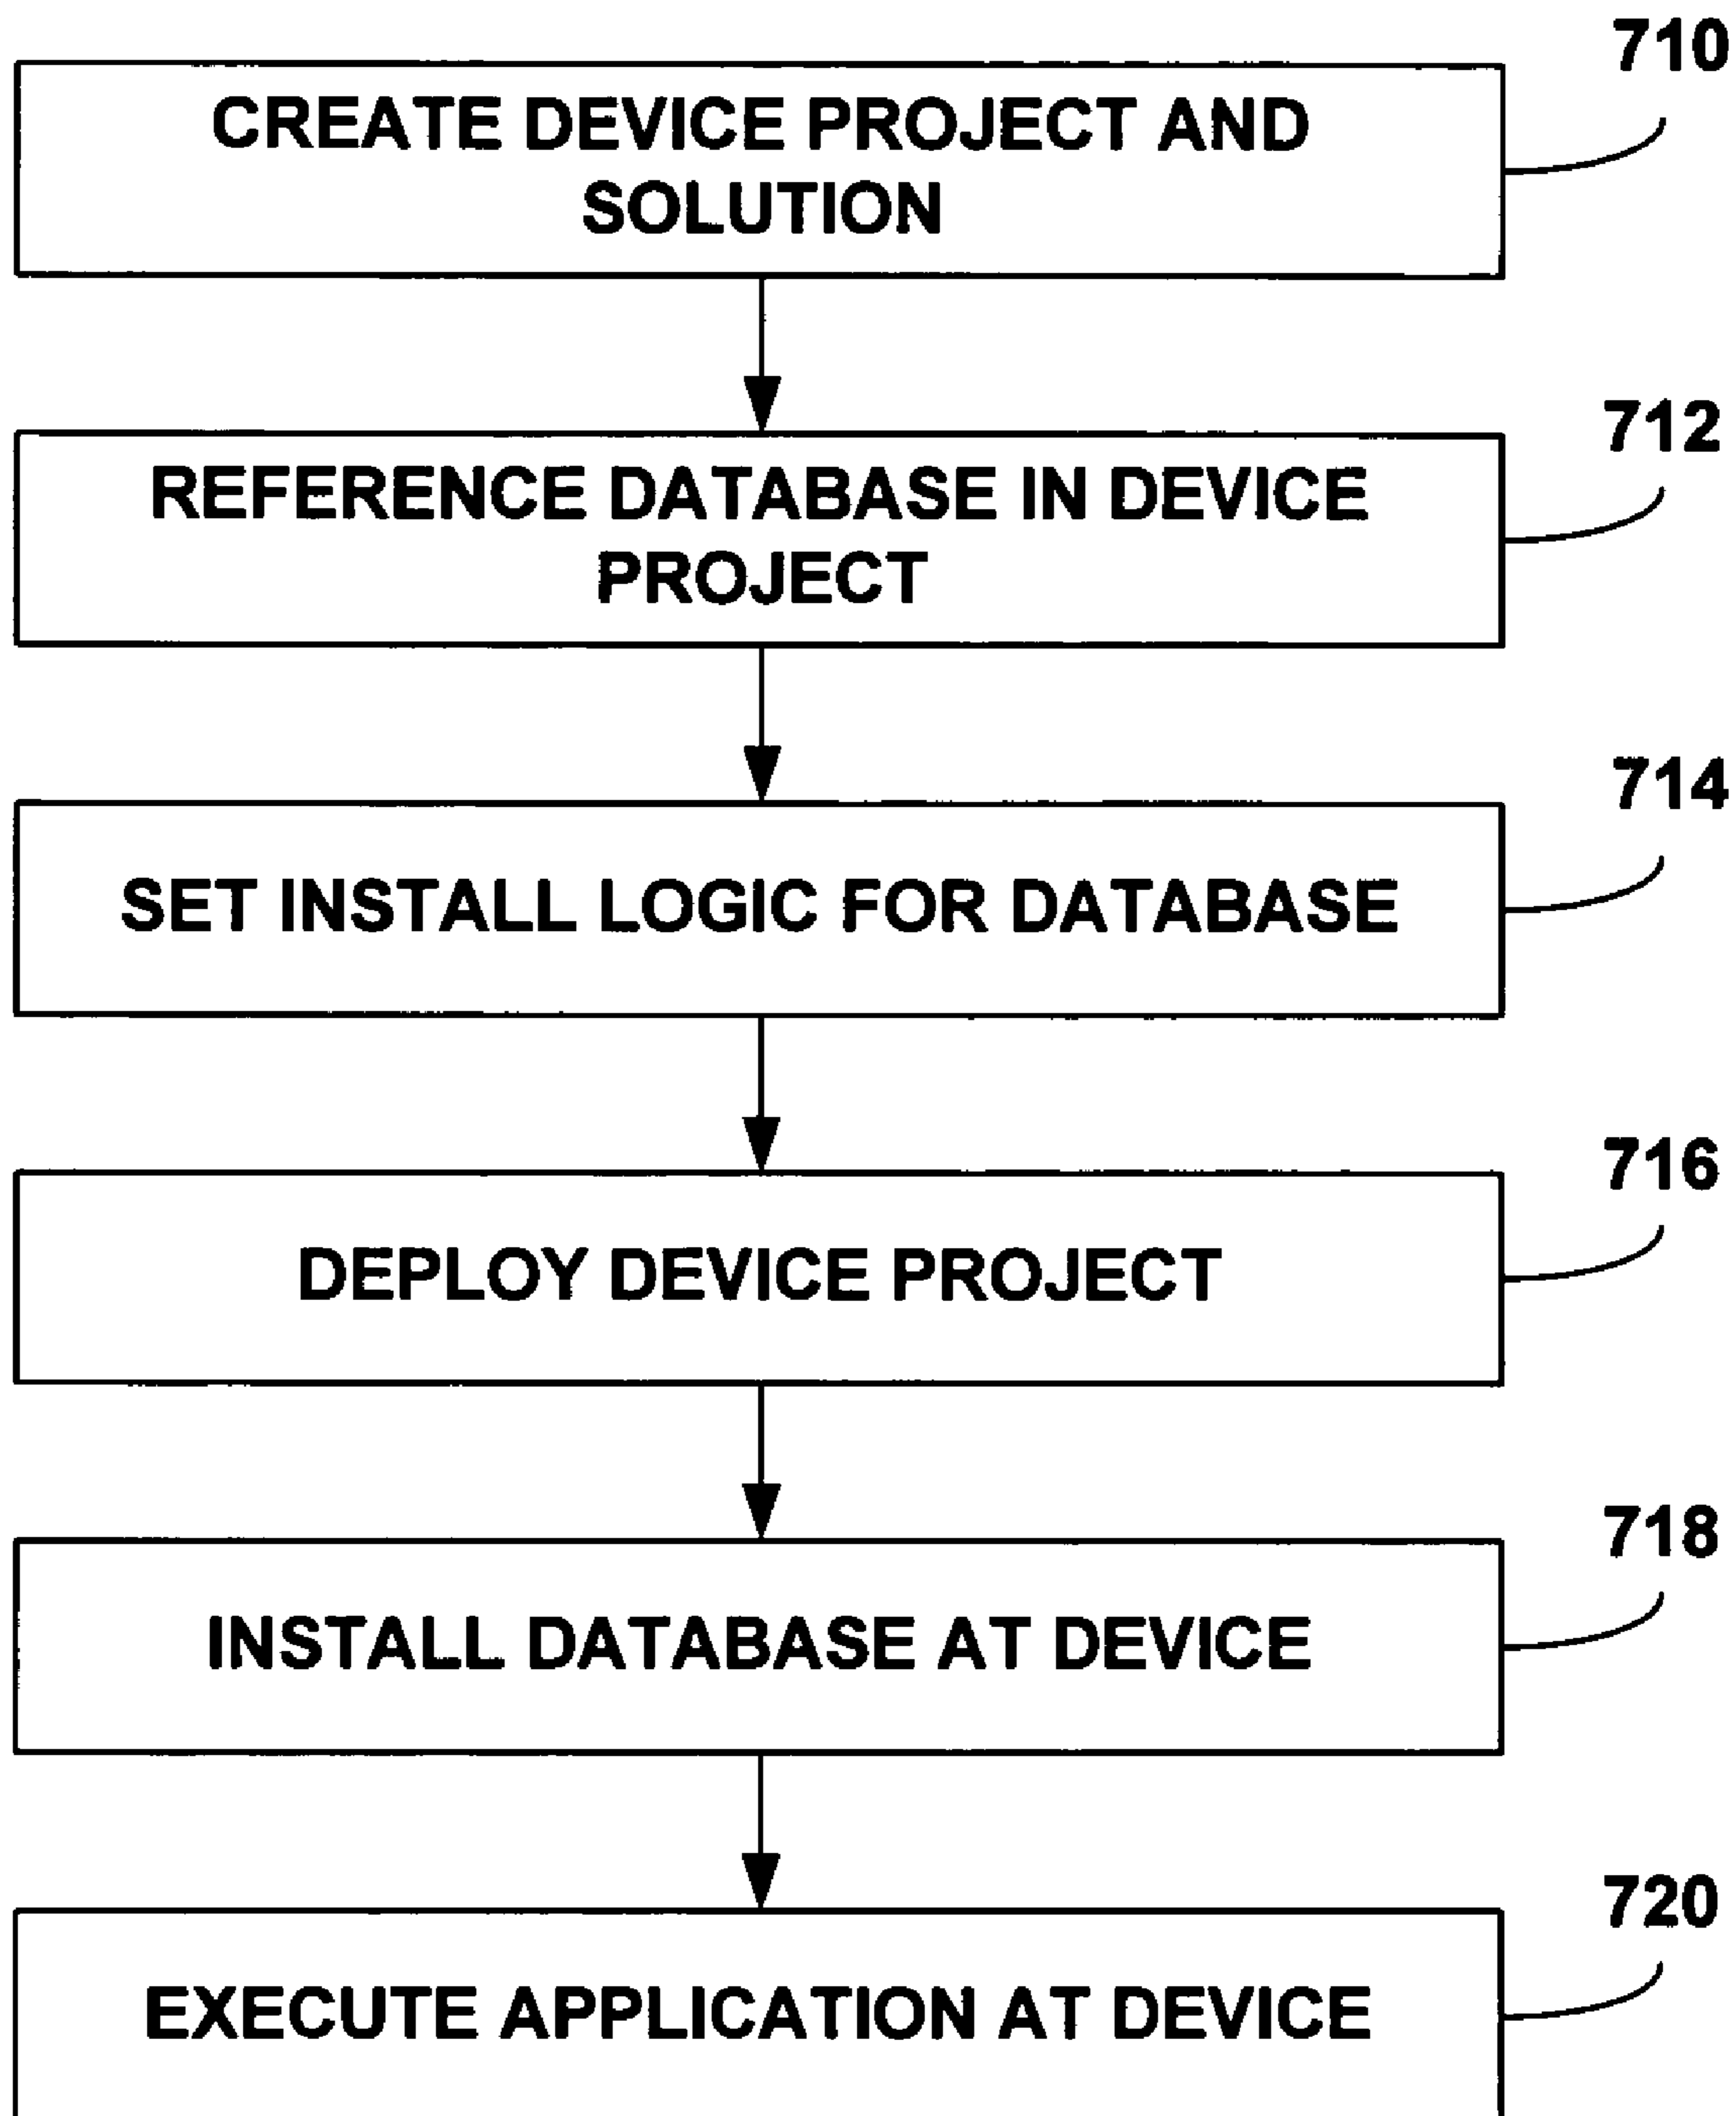 710
CREATE DEVICE PROJECT AND
SOLUTION
712
REFERENCE DATABASE IN DEVICE
PROJECT
714
SET INSTALL LOGIC FOR DATABASE
716
DEPLOY DEVICE PROJECT
718
INSTALL DATABASE AT DEVICE
720
EXECUTE APPLICATION AT DEVICE